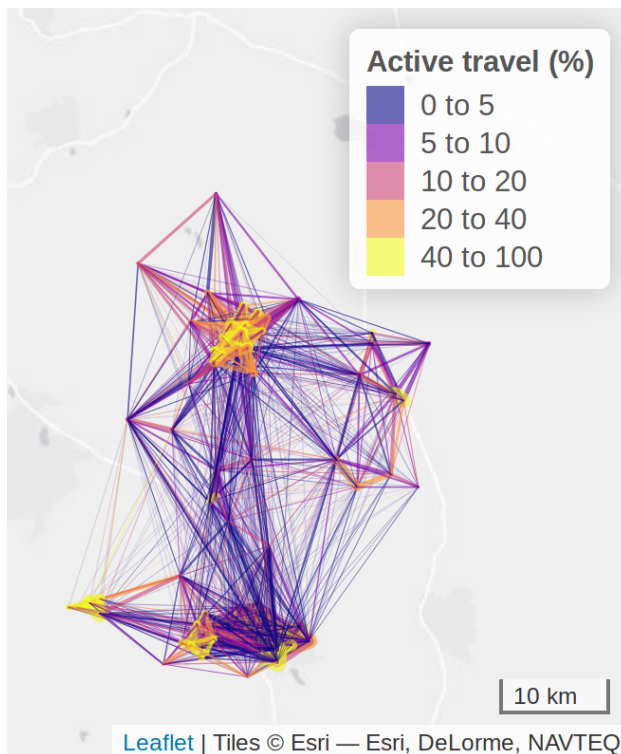 Active travel (%)
0 to 5
5 to 10
10 to 20
20 to 40
40 to 100
10 km
Leaflet | Tiles © Esri — Esri, DeLorme, NAVTEQ